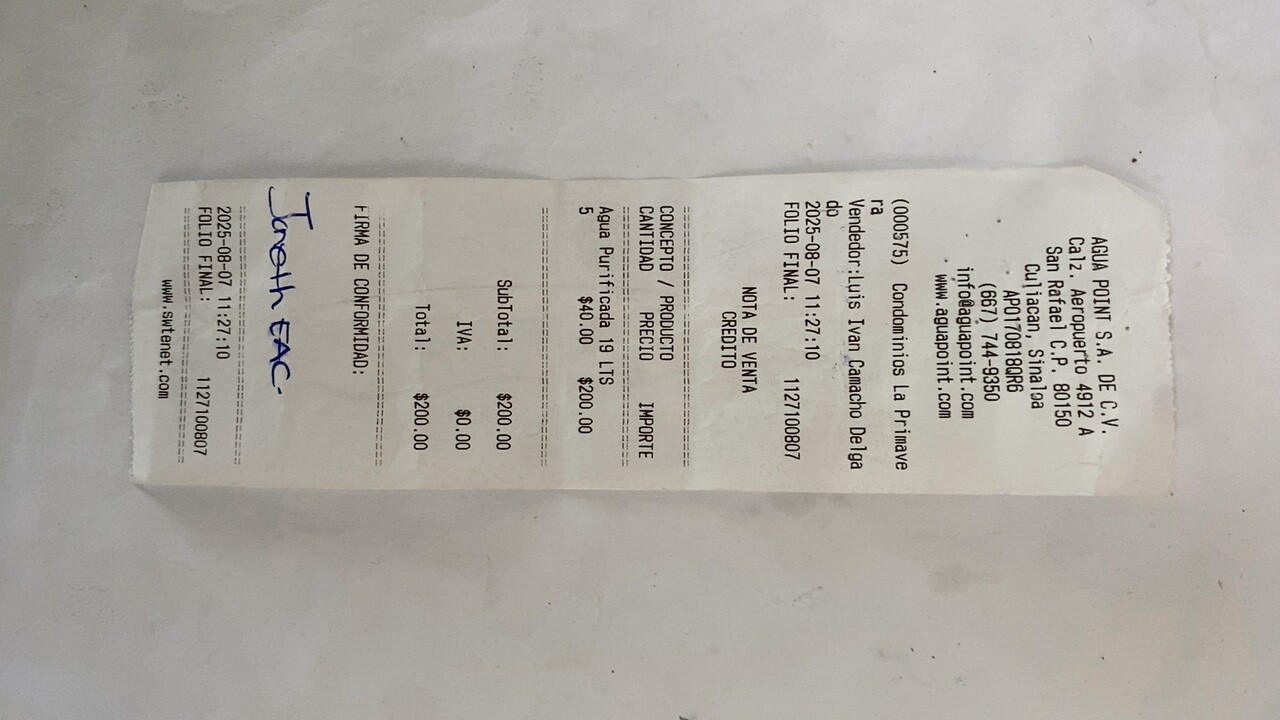 AGUA POINT S.A. DE C.V.
Calz. Aeropuerto 4912 A
San Rafael C.P. 80150
Culiacan, Sinaloa
APO170818QR6
(667) 744-9350
info@aguapoint.com
www.aguapoint.com
(000575) Condominios La Primave
ra
Vendedor:Luis Ivan Camacho Delga
do
2025-08-07 11:27:10
FOLIO FINAL: 1127100807
NOTA DE VENTA
CREDITO
CONCEPTO / PRODUCTO
CANTIDAD PRECIO IMPORTE
Agua Purificada 19 LTS
5 $40.00 $200.00
SubTotal: $200.00
IVA: $0.00
Total: $200.00
FIRMA DE CONFORMIDAD:
EAC.
2025-08-07 11:27:10
FOLIO FINAL: 1127100807
www.swtenet.com